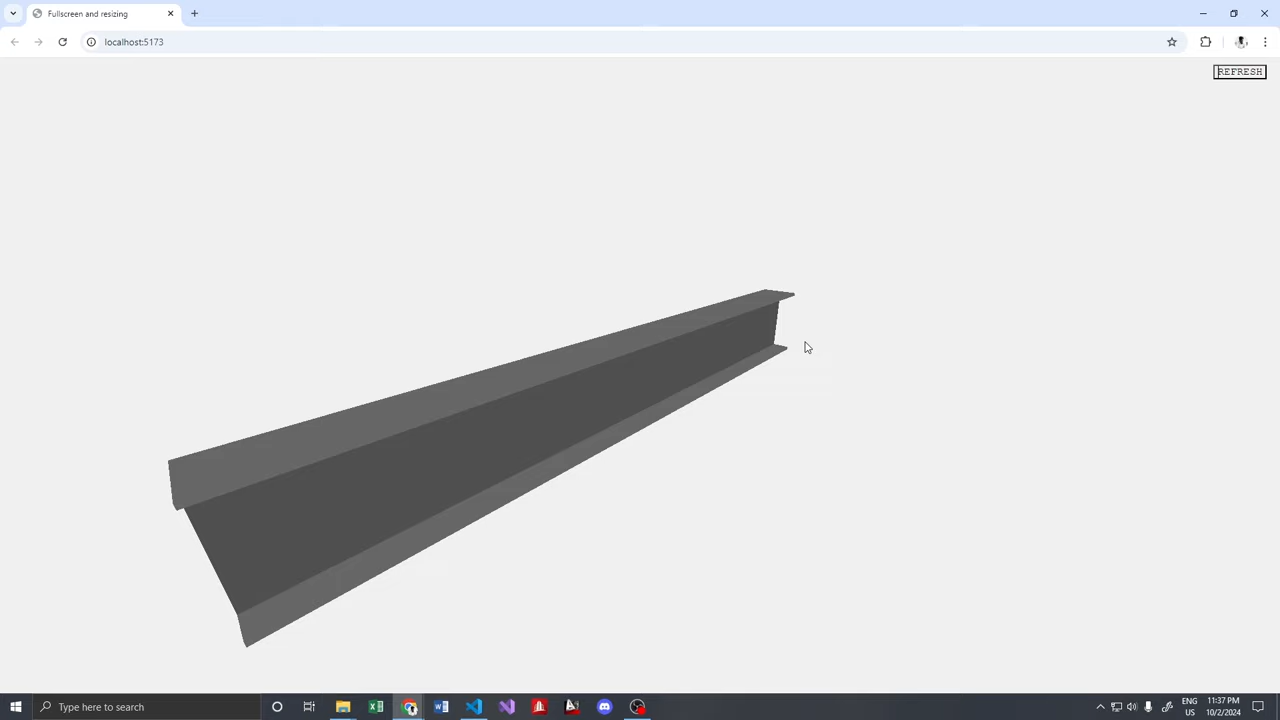 Fullscreen and resizing
localhost:5173
REFRESH
Type here to search
ENG
11:37 PM
US
10/2/2024